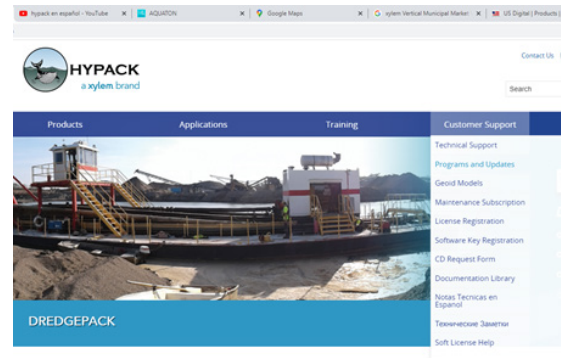 hypack en español - YouTube
AQUATON
Google Maps
xylem Vertical Municipal Market
US Digital | Products |
Contact Us
HYPACK
a xylem brand
Search
Products
Applications
Training
Customer Support
Technical Support
Programs and Updates
Geoid Models
Maintenance Subscription
License Registration
Software Key Registration
CD Request Form
Documentation Library
Notas Tecnicas en
Espanol
Технические Заметки
Soft License Help
DREDGEPACK